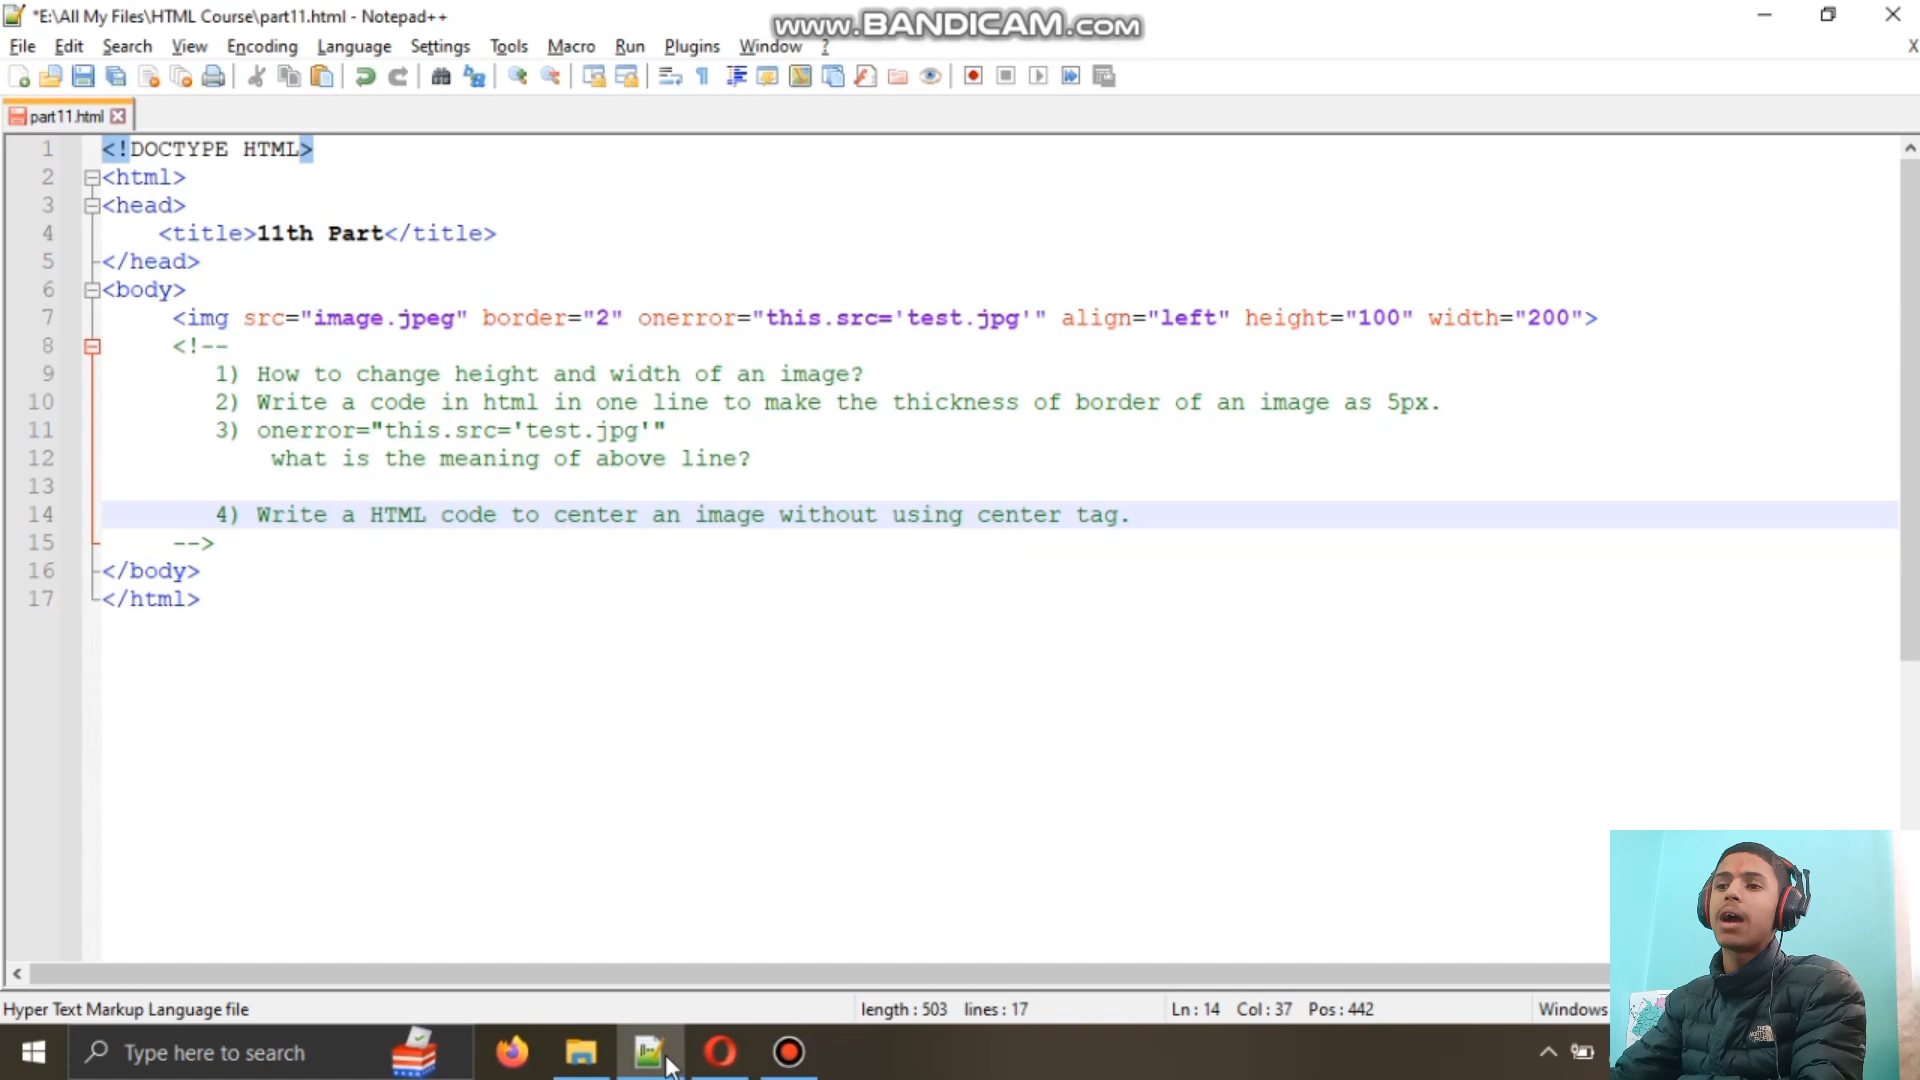 *E:\All My Files\HTML Course\part11.html - Notepad++
www.BANDICAM.com
File Edit Search View Encoding Language Settings Tools Macro Run Plugins Window ?
X
part11.html
1 <!DOCTYPE HTML>
2 <html>
3 <head>
4 <title>11th Part</title>
5 </head>
6 <body>
7 <img src="image.jpeg" border="2" onerror="this.src='test.jpg'" align="left" height="100" width="200">
8 <!--
9 1) How to change height and width of an image?
10 2) Write a code in html in one line to make the thickness of border of an image as 5px.
11 3) onerror="this.src='test.jpg'"
12 what is the meaning of above line?
13
14 4) Write a HTML code to center an image without using center tag.
15 -->
16 </body>
17 </html>
Hyper Text Markup Language file length : 503 lines : 17 Ln : 14 Col : 37 Pos : 442 Windows
Type here to search